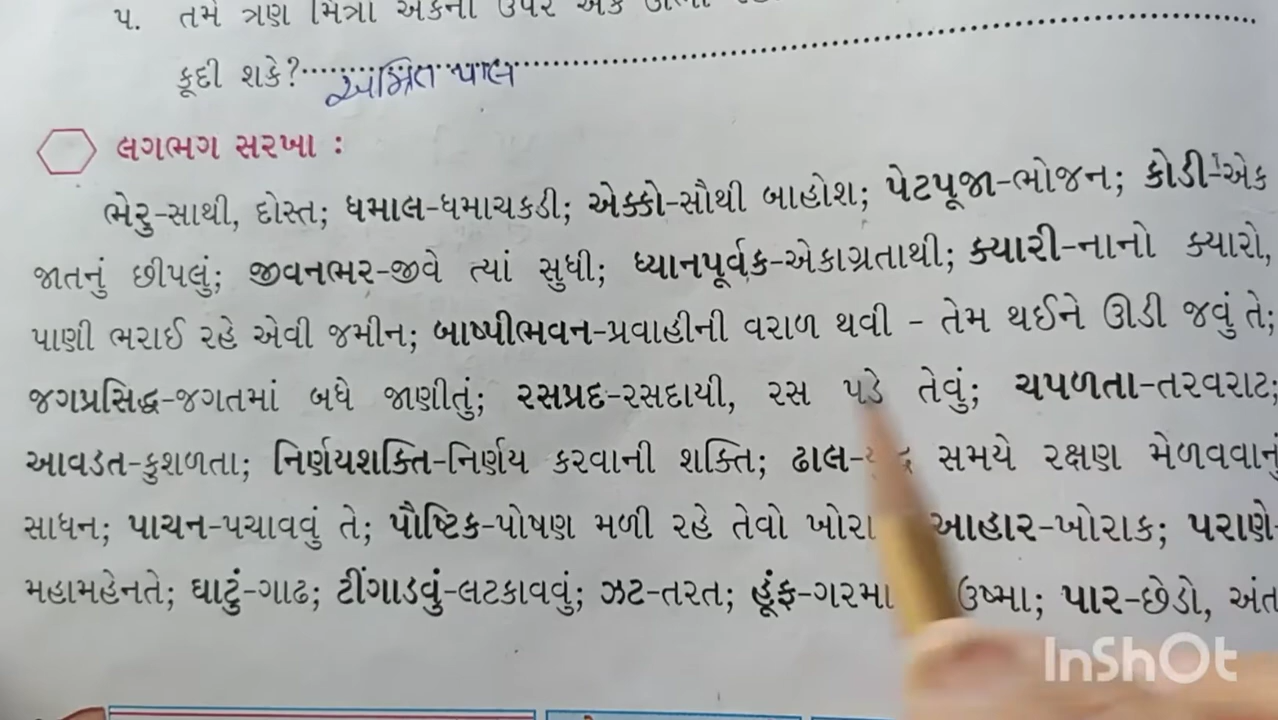 ૫. તમે ત્રણ મિત્રો એકની ઉપર એક
કૂદી શકે?
લગભગ સરખા :
ભેરુ-સાથી, દોસ્ત; ધમાલ-ધમાચકડી; એક્કો-સૌથી બાહોશ; પેટપૂજા-ભોજન; કોડી-એક
જાતનું છીપલું; જીવનભર-જીવે ત્યાં સુધી; ધ્યાનપૂર્વક-એકાગ્રતાથી; ક્યારી-નાનો ક્યારો,
પાણી ભરાઈ રહે એવી જમીન; બાષ્પીભવન-પ્રવાહીની વરાળ થવી - તેમ થઈને ઊડી જવું તે;
જગપ્રસિદ્ધ-જગતમાં બધે જાણીતું; રસપ્રદ-રસદાયી, રસ પડે તેવું; ચપળતા-તરવરાટ;
આવડત-કુશળતા; નિર્ણયશક્તિ-નિર્ણય કરવાની શક્તિ; ઢાલ- સમયે રક્ષણ મેળવવાનું
સાધન; પાચન-પચાવવું તે; પૌષ્ટિક-પોષણ મળી રહે તેવો આહાર-ખોરાક; પરાણે-
મહામહેનતે; ઘાટું-ગાઢ; ટીંગાડવું-લટકાવવું; ઝટ-તરત; હૂંફ- ઉષ્મા; પાર-છેડો, અંત
InShOt